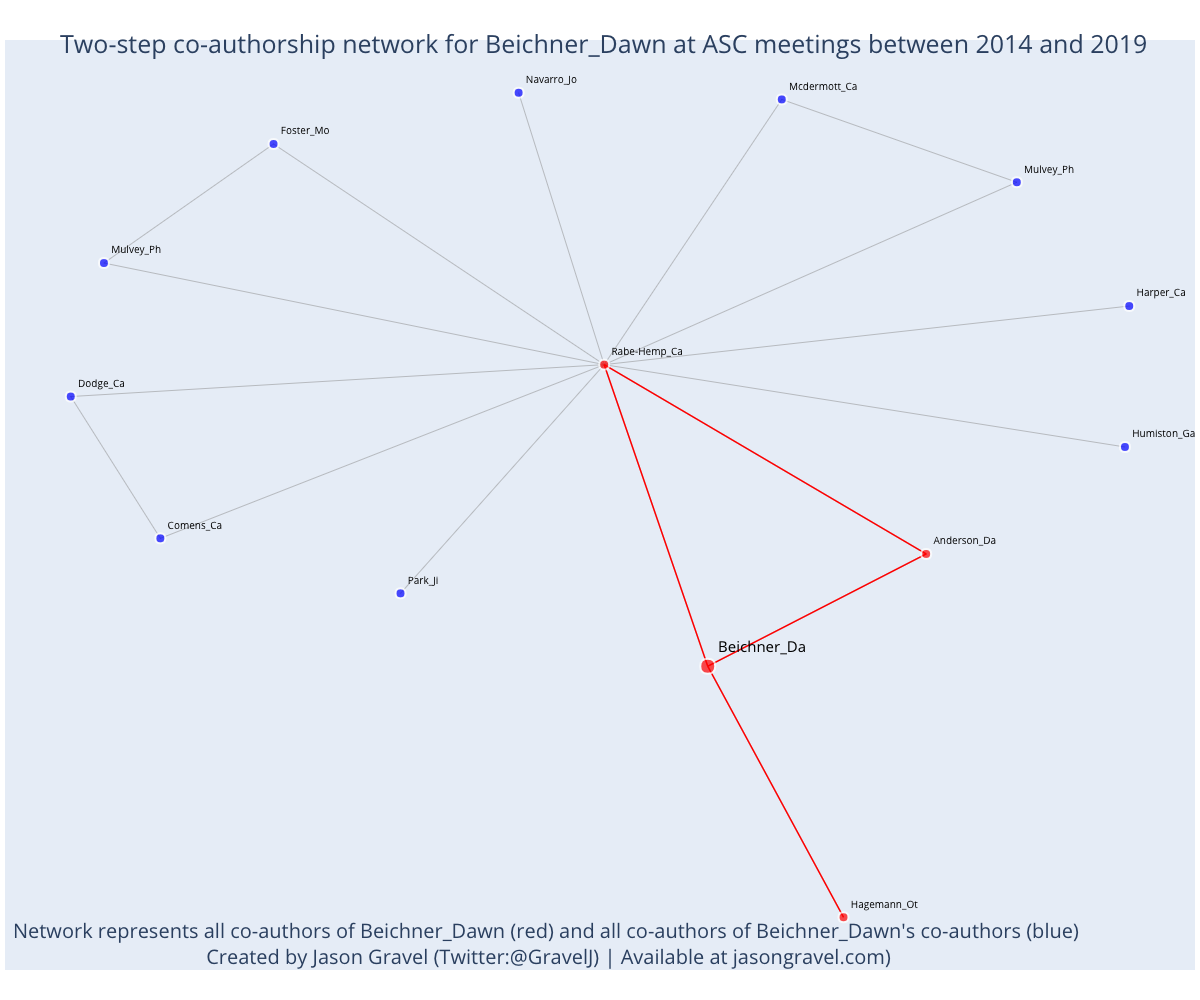 Two-step co-authorship network for Beichner_Dawn at ASC meetings between 2014 and 2019
Navarro_Jo
Mcdermott_Ca
Foster_Mo
Mulvey_Ph
Mulvey_Ph
Harper_Ca
Rabe-Hemp_Ca
Dodge_Ca
Humiston_Ga
Comens_Ca
Anderson_Da
Park_Ji
Beichner_Da
Hagemann_Ot
Network represents all co-authors of Beichner_Dawn (red) and all co-authors of Beichner_Dawn's co-authors (blue)
Created by Jason Gravel (Twitter:@GravelJ) | Available at jasongravel.com)